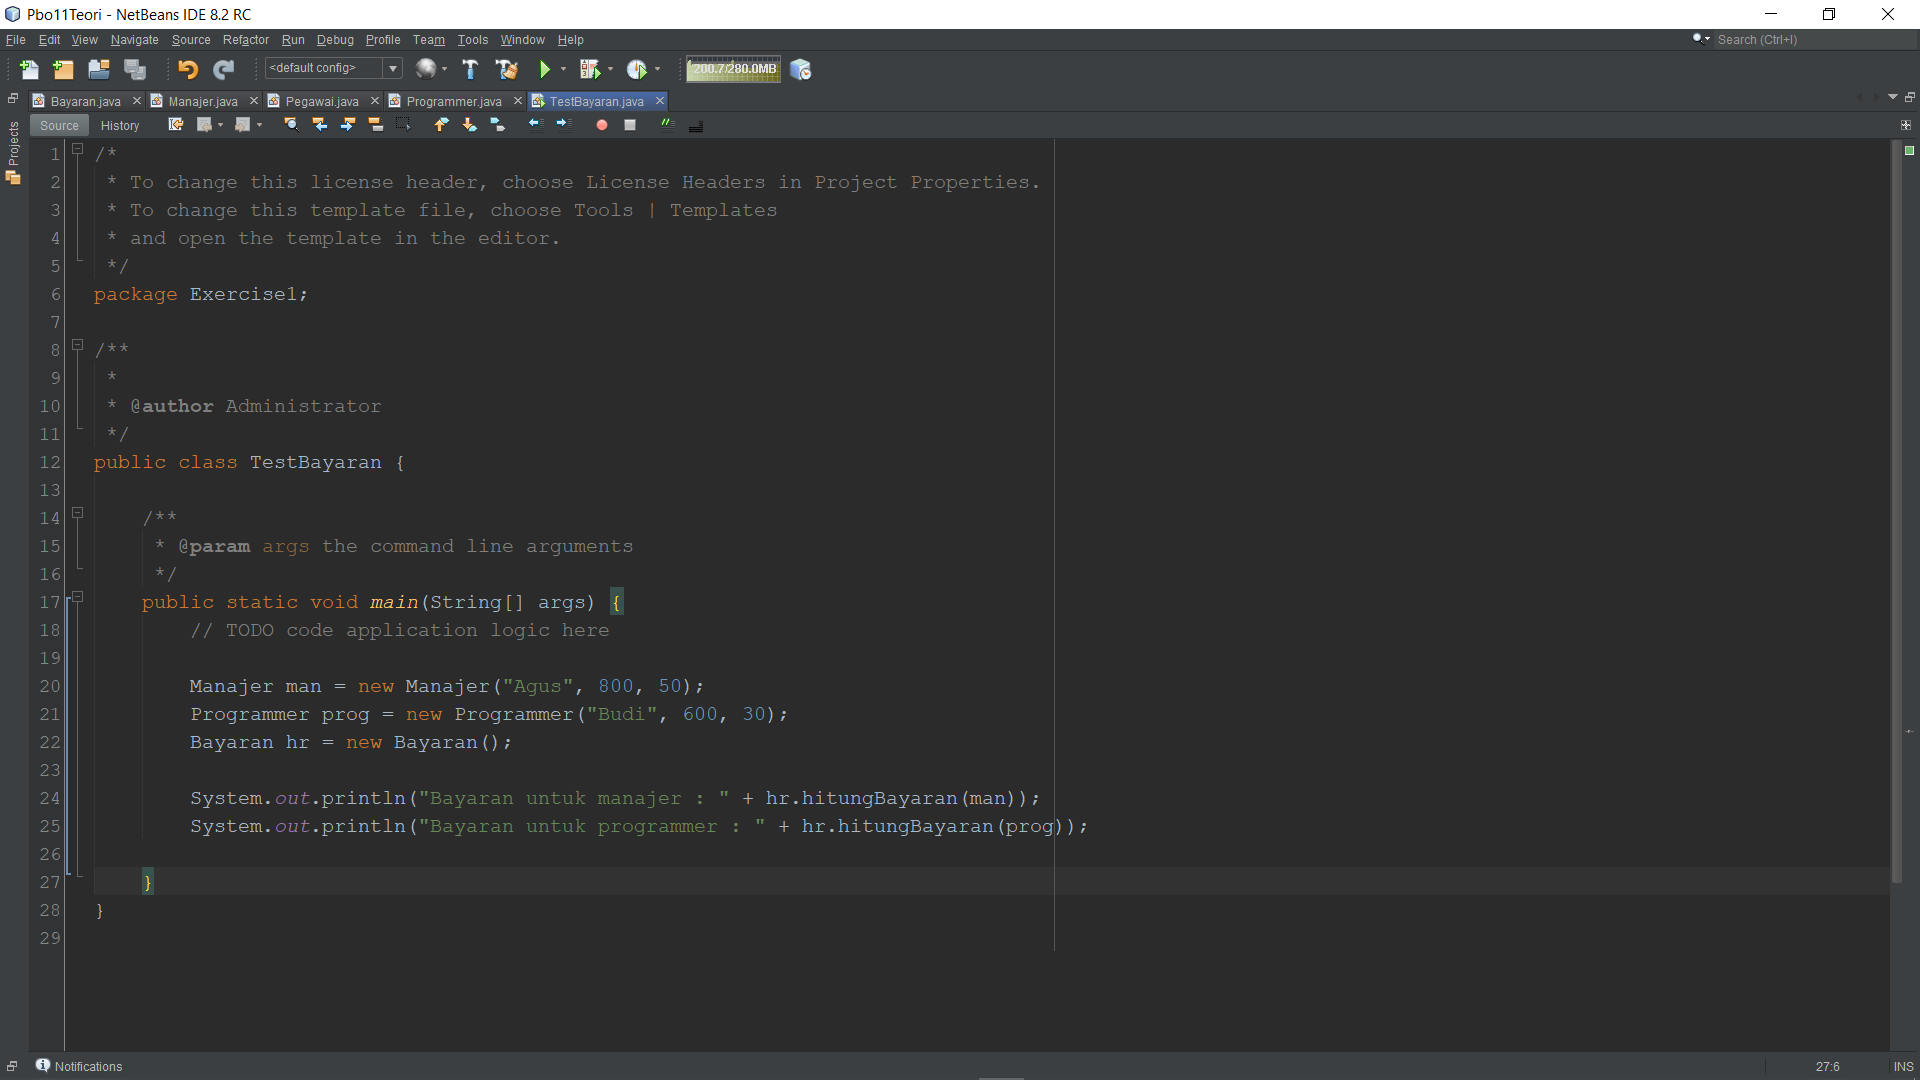 Pbo11Teori - NetBeans IDE 8.2 RC
File Edit View Navigate Source Refactor Run Debug Profile Team Tools Window Help
Search (Ctrl+I)
<default config>
200.7/280.0MB
Bayaran.java Manajer.java Pegawai.java Programmer.java TestBayaran.java
Source History
Projects
1 /*
2 * To change this license header, choose License Headers in Project Properties.
3 * To change this template file, choose Tools | Templates
4 * and open the template in the editor.
5 */
6 package Exercise1;
7
8 /**
9 *
10 * @author Administrator
11 */
12 public class TestBayaran {
13
14 /**
15 * @param args the command line arguments
16 */
17 public static void main(String[] args) {
18 // TODO code application logic here
19
20 Manajer man = new Manajer("Agus", 800, 50);
21 Programmer prog = new Programmer("Budi", 600, 30);
22 Bayaran hr = new Bayaran();
23
24 System.out.println("Bayaran untuk manajer : " + hr.hitungBayaran(man));
25 System.out.println("Bayaran untuk programmer : " + hr.hitungBayaran(prog));
26
27 }
28 }
29
Notifications
27:6 INS